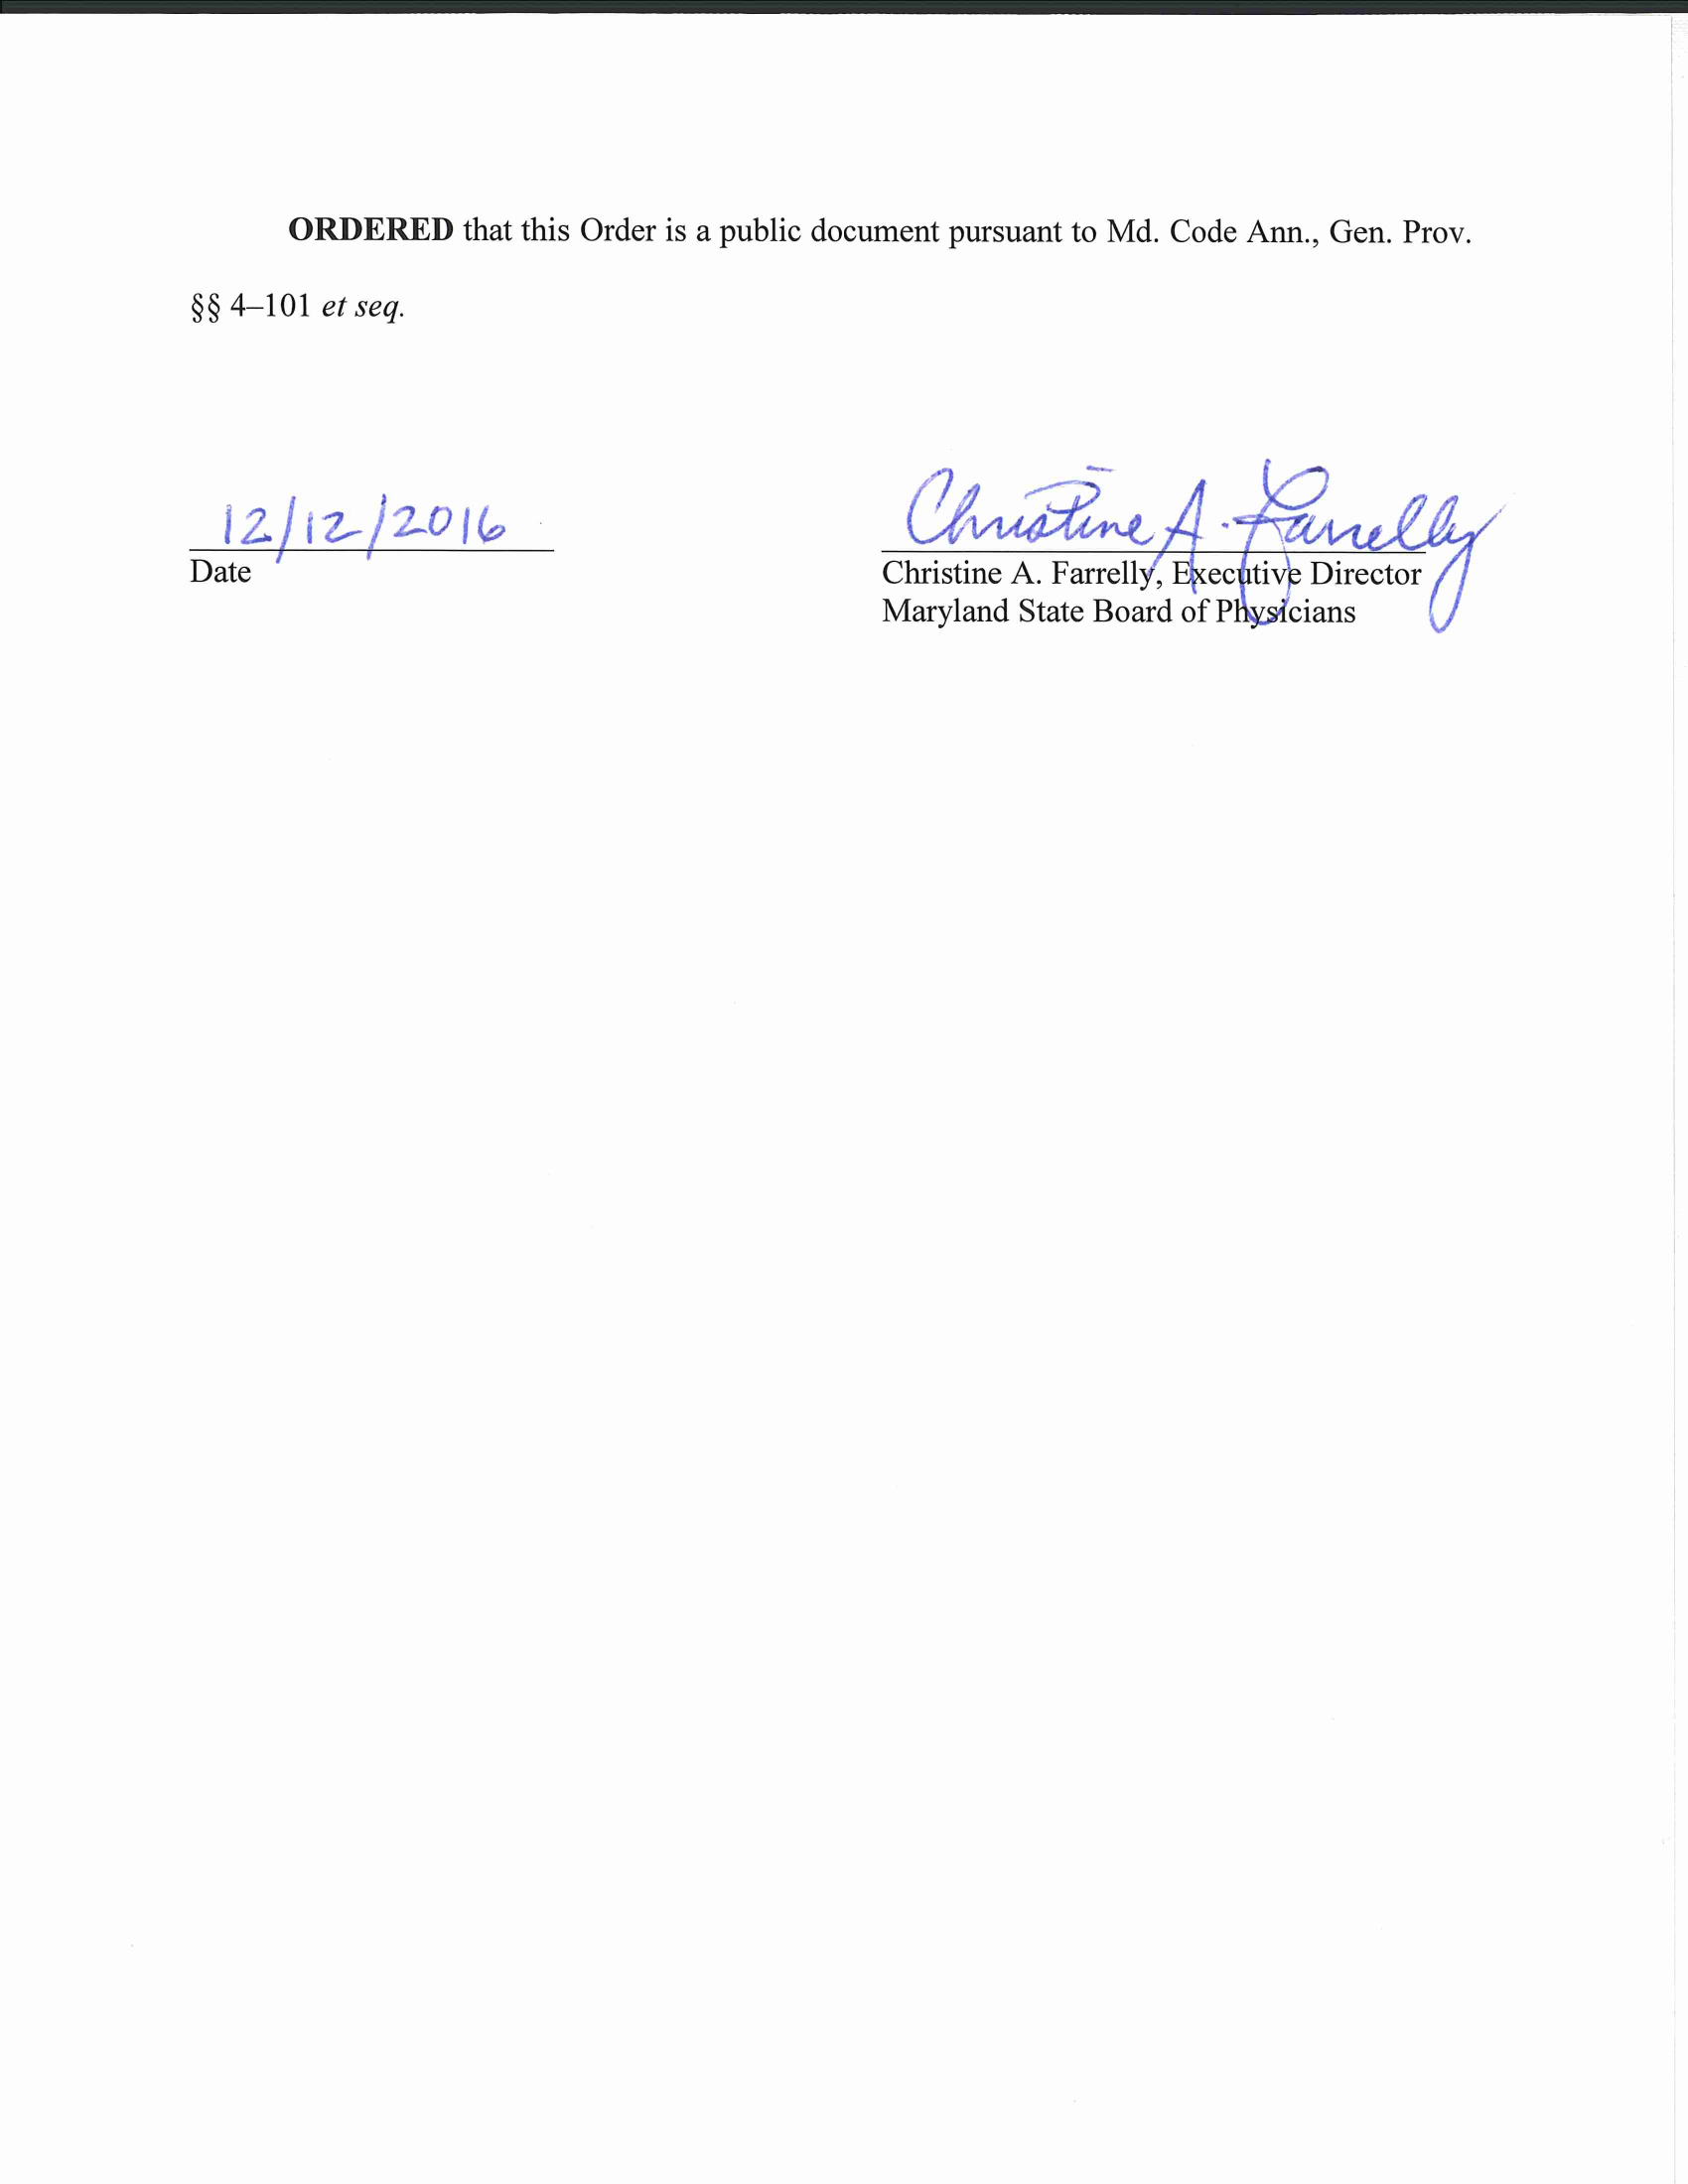 ORDERED that this Order is a public document pursuant to Md. Code Ann., Gen. Prov.
§§ 4–101 et seq.
12/12/2016
Christine A. Farrelly
Date
Christine A. Farrelly, Executive Director
Maryland State Board of Physicians